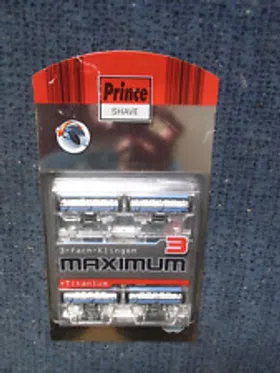 Prince
SHAVE
3
3-Fach-Klingen
MAXIMUM
+Titanium